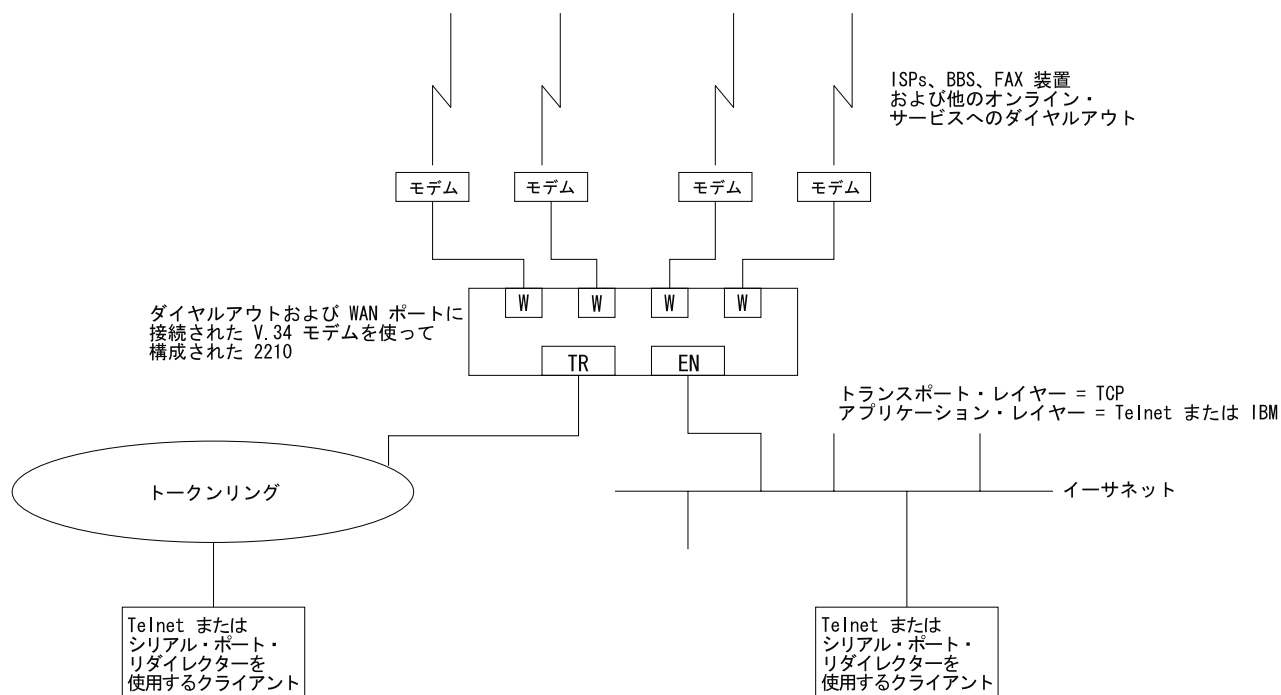 ISPs、BBS、FAX 装置
および他のオンライン・
サービスへのダイヤルアウト
モデム
モデム
モデム
モデム
W
W
W
W
ダイヤルアウトおよび WAN ポートに
接続された V.34 モデムを使って
構成された 2210
TR
EN
トランスポート・レイヤー = TCP
アプリケーション・レイヤー = Telnet または IBM
トークンリング
イーサネット
Telnet または
シリアル・ポート・
リダイレクターを
使用するクライアント
Telnet または
シリアル・ポート・
リダイレクターを
使用するクライアント